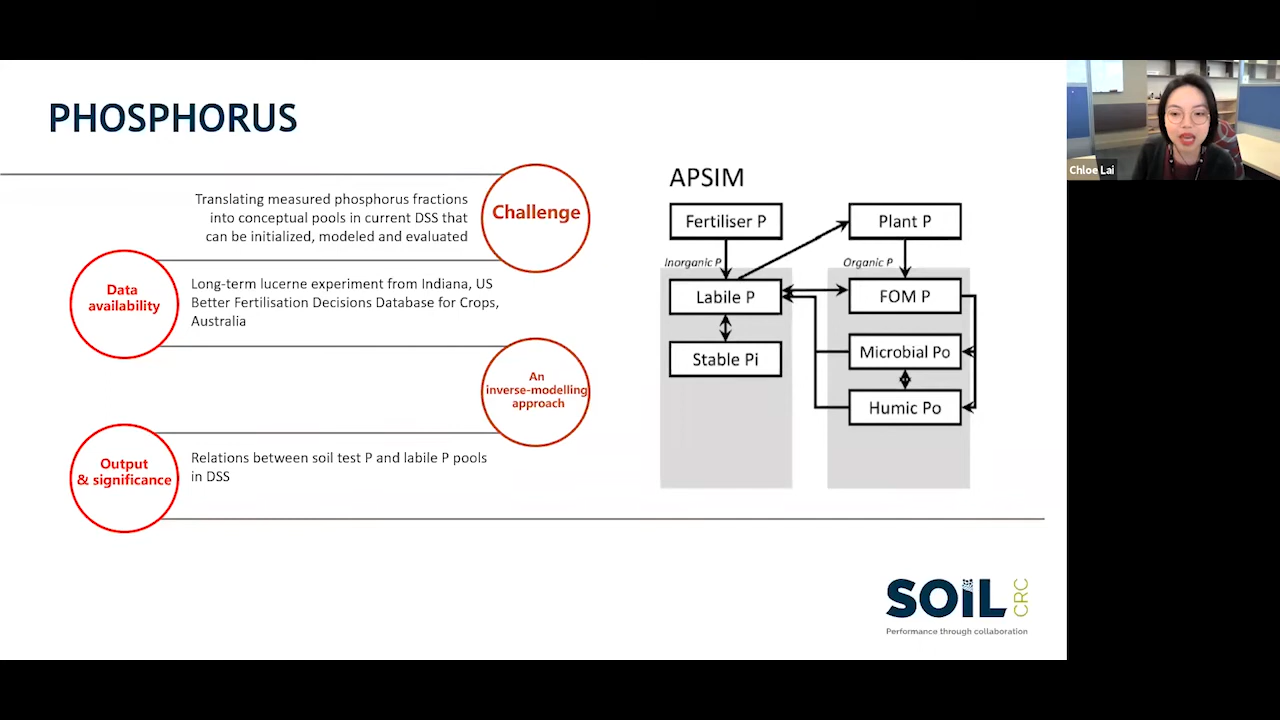 PHOSPHORUS
Translating measured phosphorus fractions
into conceptual pools in current DSS that
can be initialized, modeled and evaluated
Challenge
Data
availability
Long-term lucerne experiment from Indiana, US
Better Fertilisation Decisions Database for Crops,
Australia
An
inverse-modelling
approach
Output
& significance
Relations between soil test P and labile P pools
in DSS
APSIM
Fertiliser P
Plant P
Inorganic P
Organic P
Labile P
FOM P
Stable Pi
Microbial Po
Humic Po
SOIL
CRC
Performance through collaboration
Chloe Lai